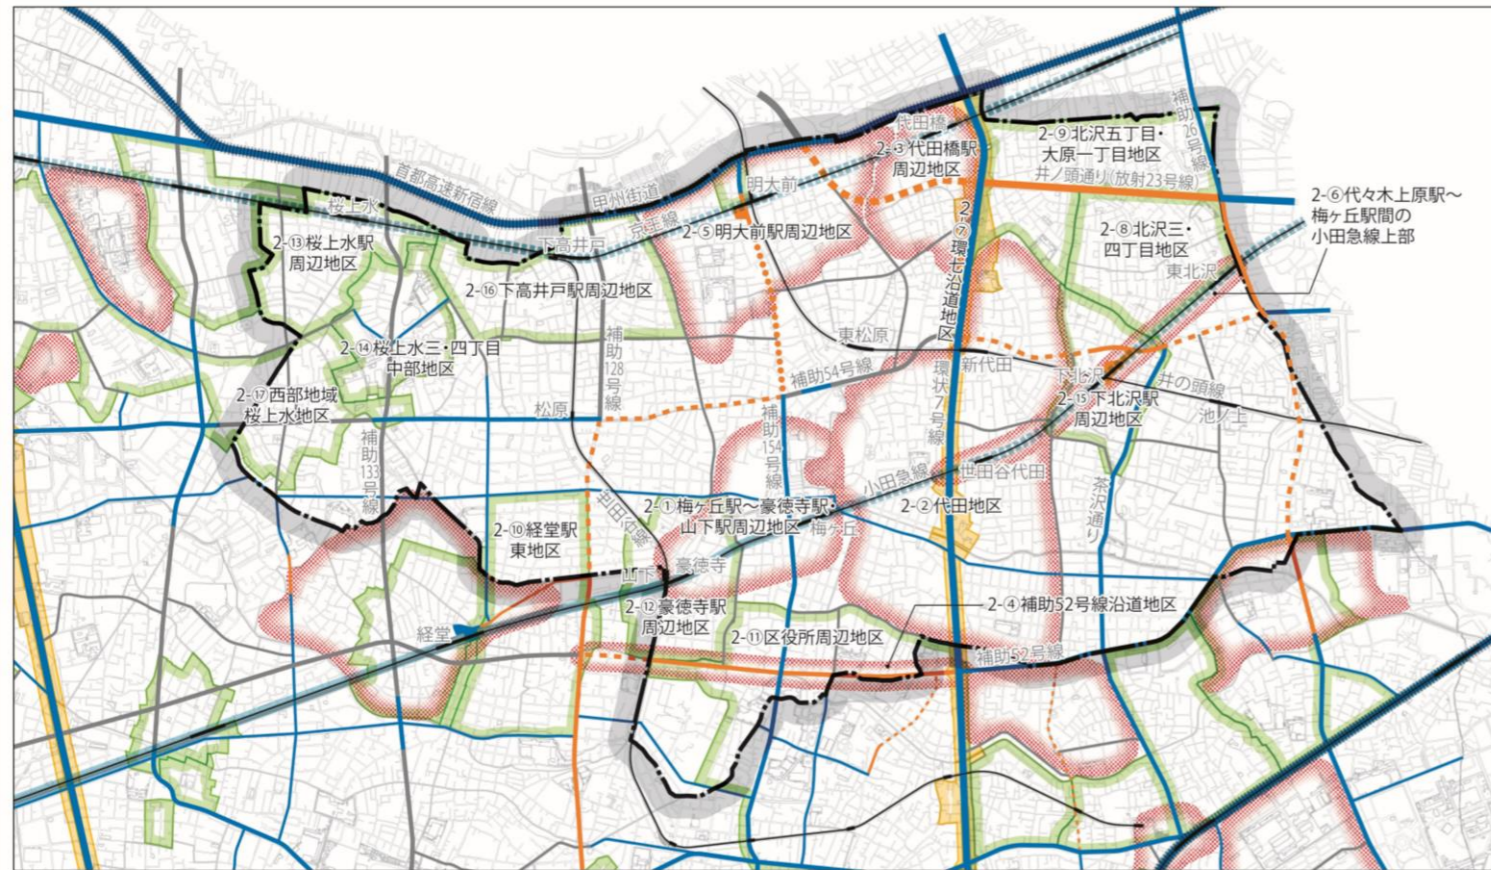 代田橋
2-③代田橋駅
周辺地区
2-⑨北沢五丁目・
大原一丁目地区
補助26号線
井ノ頭通り(放射23号線)
首都高速新宿線
甲州街道
明大前
京王線
2-⑥代々木上原駅〜
梅ヶ丘駅間の
小田急線上部
桜上水
2-⑬桜上水駅
周辺地区
下高井戸
2-⑤明大前駅周辺地区
2-⑦環七沿道地区
2-⑧北沢三・
四丁目地区
東北沢
2-⑯下高井戸駅周辺地区
2-⑭桜上水三・四丁目
中部地区
補助128号線
東松原
補助54号線
新代田
環状7号線
下北沢
井の頭線
2-⑮下北沢駅
周辺地区
池ノ上
2-⑰西部地域
桜上水地区
松原
補助133号線
補助154号線
小田急線
世田谷代田
茶沢通り
2-⑩経堂駅
東地区
世田谷線
2-①梅ヶ丘駅〜豪徳寺駅・
山下駅周辺地区
梅ヶ丘
2-②代田地区
山下
豪徳寺
経堂
2-⑫豪徳寺駅
周辺地区
2-④補助52号線沿道地区
2-⑪区役所周辺地区
補助52号線